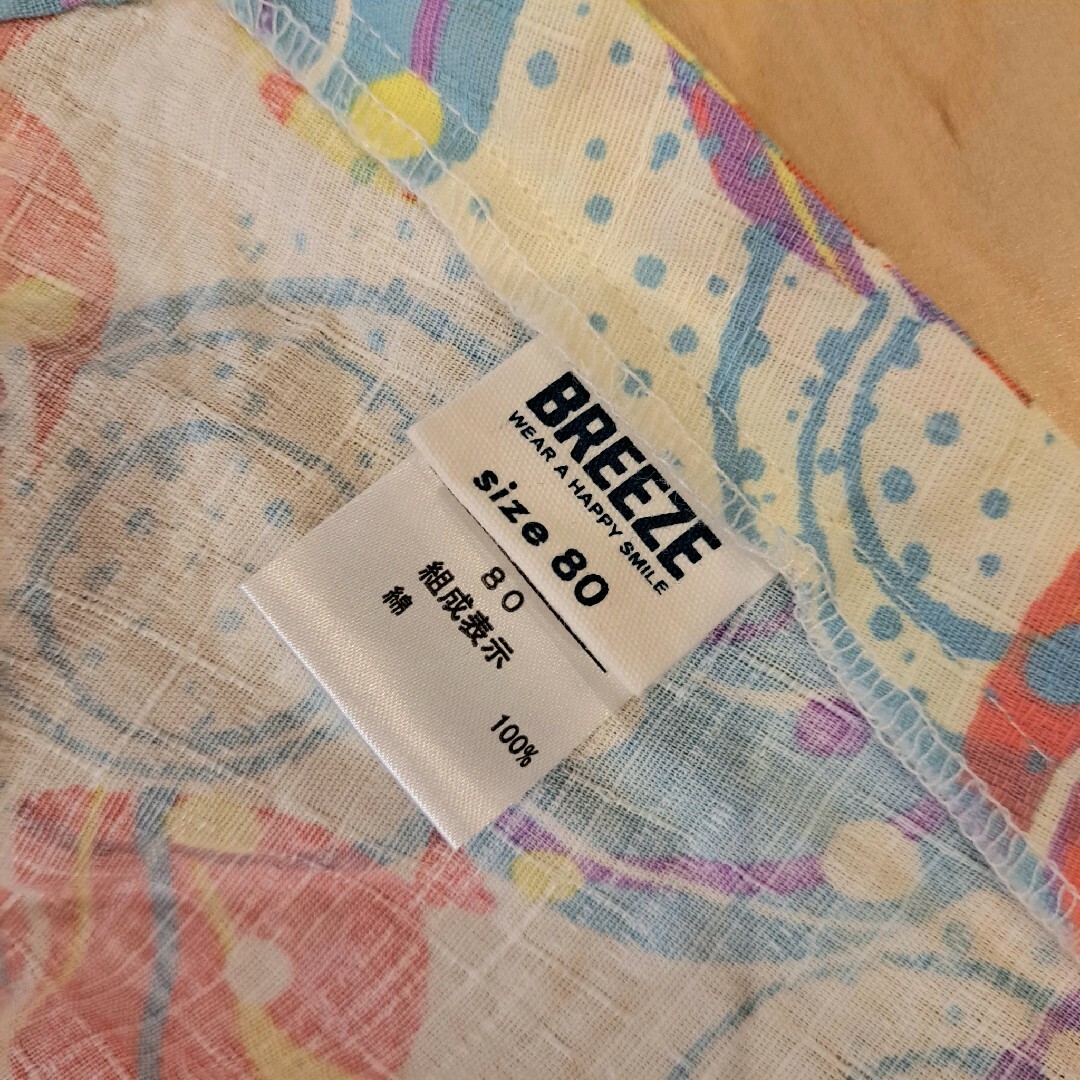 BREEZE
WEAR A HAPPY SMILE
size 80
80
組成表示
綿
100%